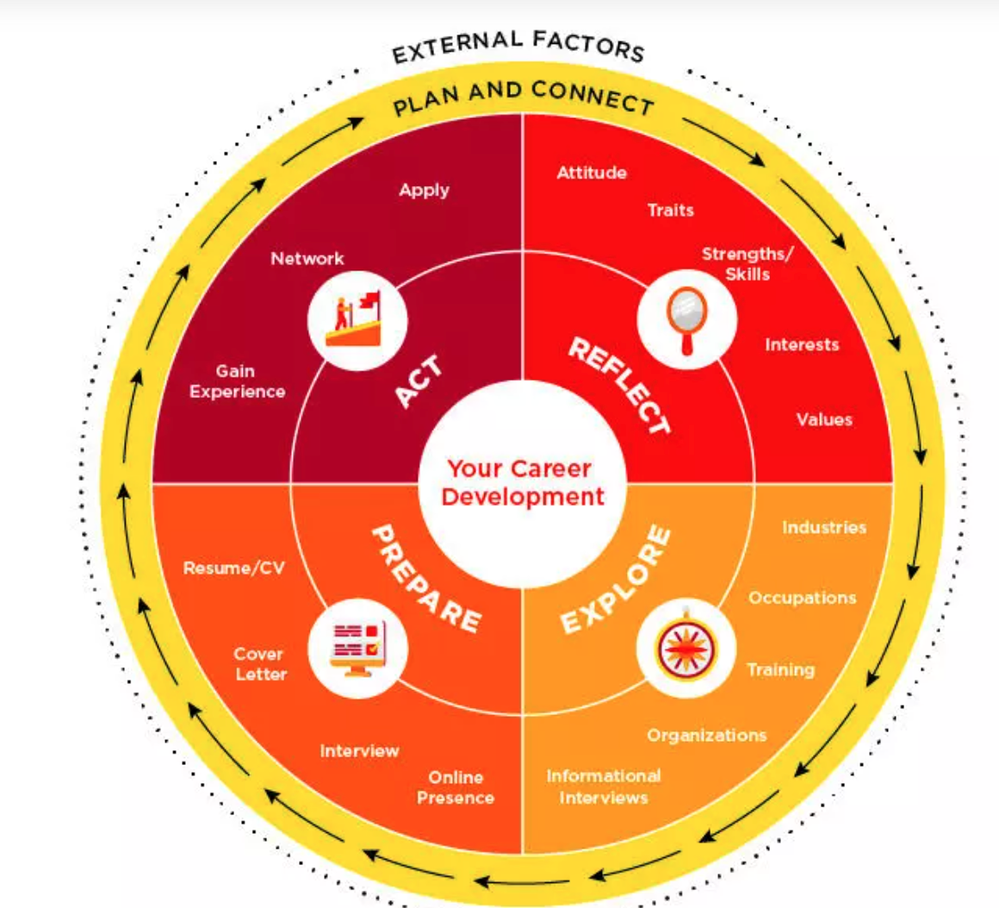 EXTERNAL FACTORS
PLAN AND CONNECT
Apply
Network
Gain
Experience
ACT
Attitude
Traits
Strengths/
Skills
Interests
Values
REFLECT
Your Career
Development
PREPARE
Resume/CV
Cover
Letter
Interview
Online
Presence
EXPLORE
Industries
Occupations
Training
Organizations
Informational
Interviews